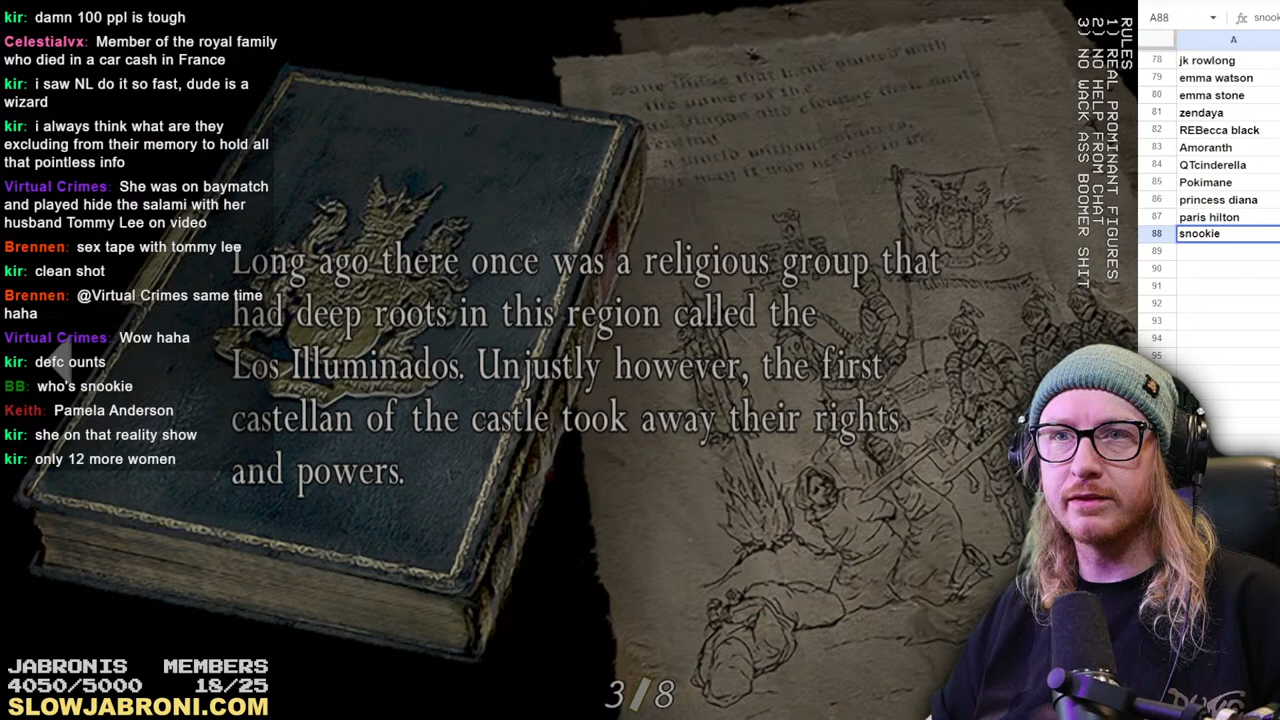 kir: damn 100 ppl is tough
Celestialvx: Member of the royal family
who died in a car cash in France
kir: i saw NL do it so fast, dude is a
wizard
kir: i always think what are they
excluding from their memory to hold all
that pointless info
Virtual Crimes: She was on baymatch
and played hide the salami with her
husband Tommy Lee on video
Brennen: sex tape with tommy lee
kir: clean shot
Brennen: @Virtual Crimes same time
haha
Virtual Crimes: Wow haha
kir: defc ounts
BB: who's snookie
Keith: Pamela Anderson
kir: she on that reality show
kir: only 12 more women
Long ago there once was a religious group that
had deep roots in this region called the
Los Illuminados. Unjustly however, the first
castellan of the castle took away their rights
and powers.
3/8
JABRONIS MEMBERS
4050/5000 18/25
SLOWJABRONI.COM
RULES
1) REAL PROMINANT FIGURES
2) NO HELP FROM CHAT
3) NO WACK ASS BOOMER SHIT
A88 fx snook
A
78 jk rowlong
79 emma watson
80 emma stone
81 zendaya
82 REBecca black
83 Amoranth
84 QTcinderella
85 Pokimane
86 princess diana
87 paris hilton
88 snookie
89
90
91
92
93
94
95